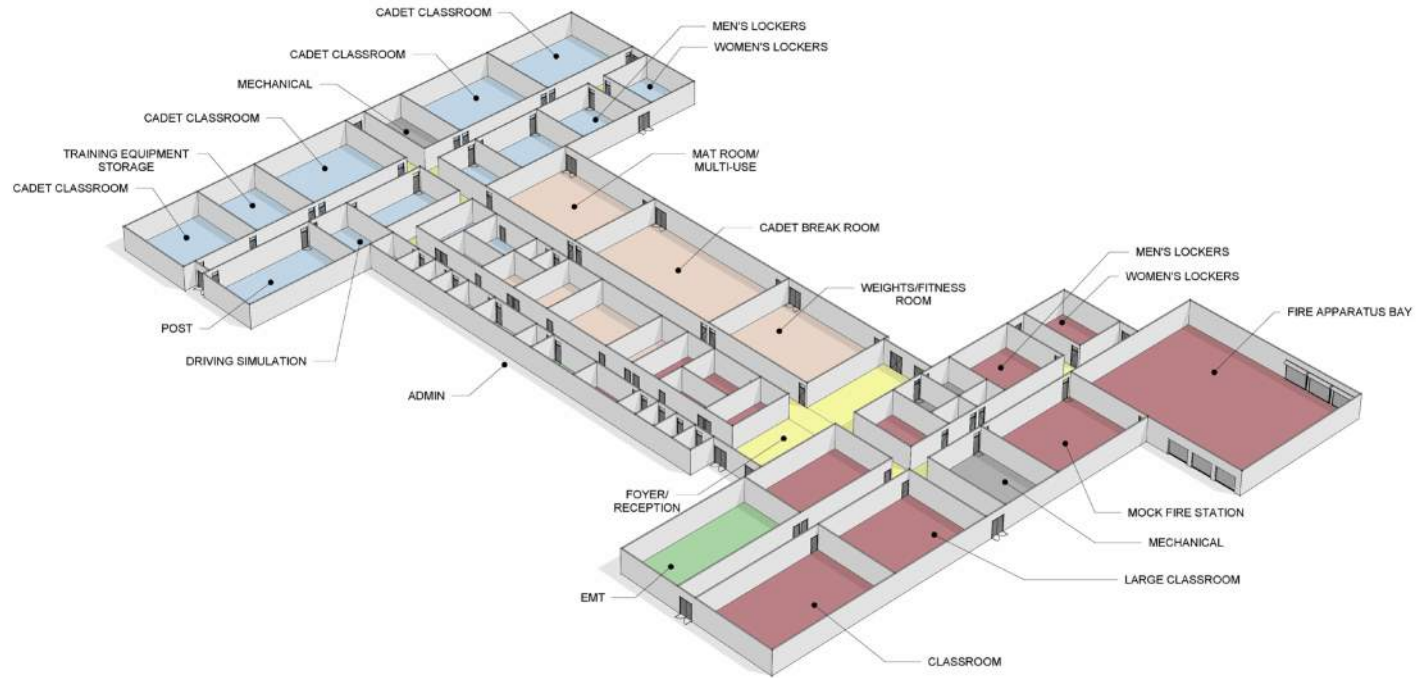 CADET CLASSROOM
MEN'S LOCKERS
WOMEN'S LOCKERS
CADET CLASSROOM
MECHANICAL
CADET CLASSROOM
TRAINING EQUIPMENT
STORAGE
CADET CLASSROOM
MAT ROOM/
MULTI-USE
CADET BREAK ROOM
MEN'S LOCKERS
WOMEN'S LOCKERS
WEIGHTS/FITNESS
ROOM
FIRE APPARATUS BAY
POST
DRIVING SIMULATION
ADMIN
FOYER/
RECEPTION
MOCK FIRE STATION
MECHANICAL
LARGE CLASSROOM
EMT
CLASSROOM